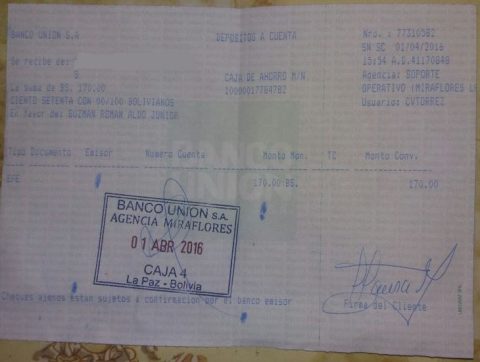 BANCO UNION S.A.
DEPOSITOS A CUENTA
Nro. : 77310582
SN SC 01/04/2016
Se recibe de:
15:54 A.D.41170848
S.
CAJA DE AHORRO M/N.
Agencia: SOPORTE
La suma de BS. 170.00
10000017784782
OPERATIVO (MIRAFLORES LP
CIENTO SETENTA CON 00/100 BOLIVIANOS
Usuario: CVTORREZ
En favor de: GUZMAN ROMAN ALDO JUNIOR
Tipo Documento Emisor Numero Cuenta Monto Mon. TC Monto Conv.
EFE 170.00 BS. 170.00
BANCO UNION
BANCO UNION S.A.
AGENCIA MIRAFLORES
01 ABR 2016
CAJA 4
La Paz - Bolivia
Cheques ajenos estan sujetos a confirmacion por el banco emisor
Firma del Cliente